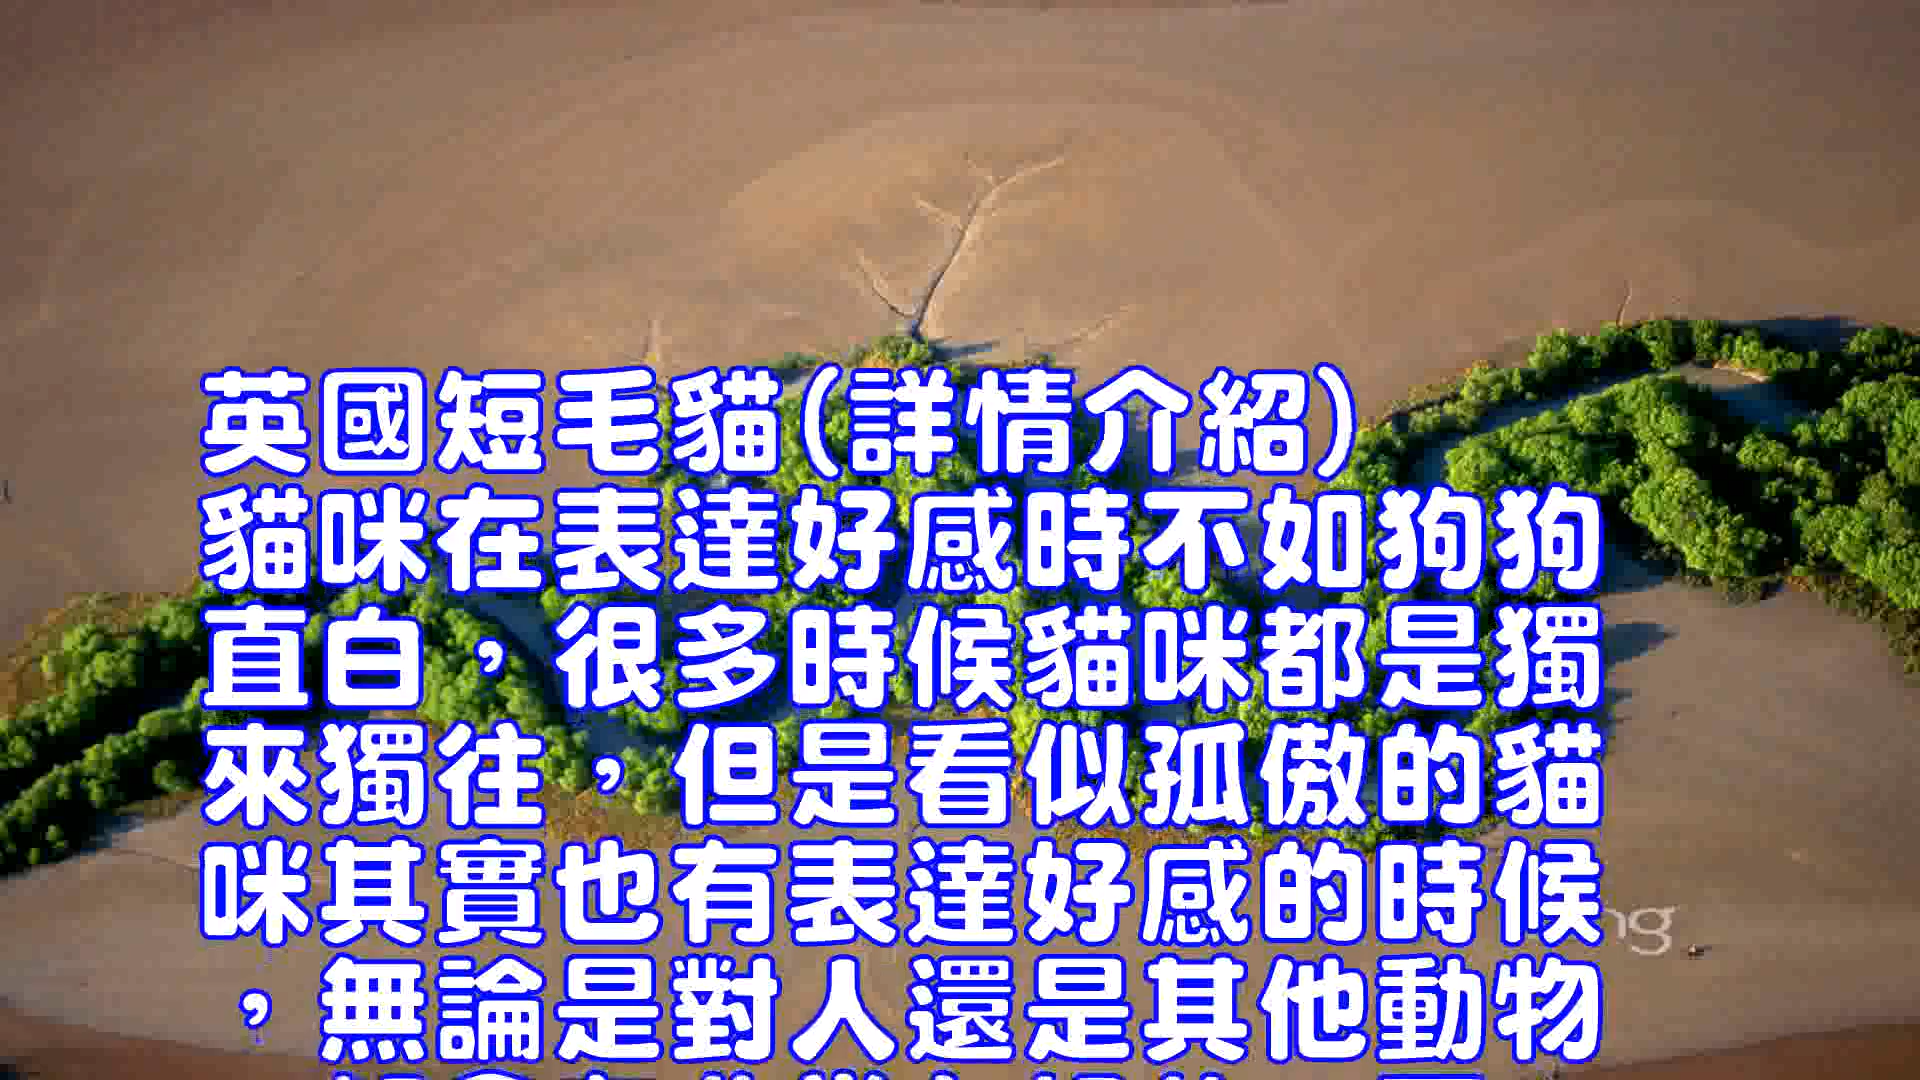 英國短毛貓(詳情介紹)
貓咪在表達好感時不如狗狗
直白，很多時候貓咪都是獨
來獨往，但是看似孤傲的貓
咪其實也有表達好感的時候
，無論是對人還是其他動物